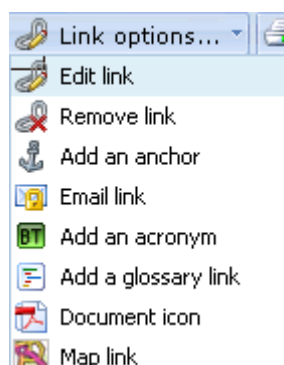 Link options...
Edit link
Remove link
Add an anchor
Email link
BT Add an acronym
Add a glossary link
Document icon
Map link